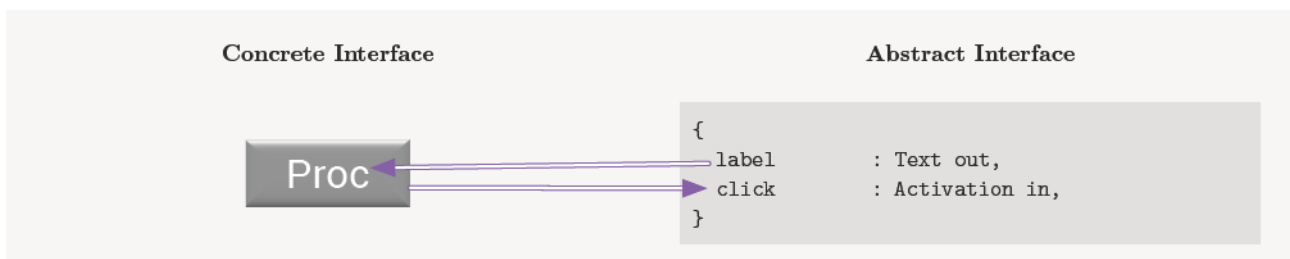 Concrete Interface
Abstract Interface
Proc
{
label : Text out,
click : Activation in,
}